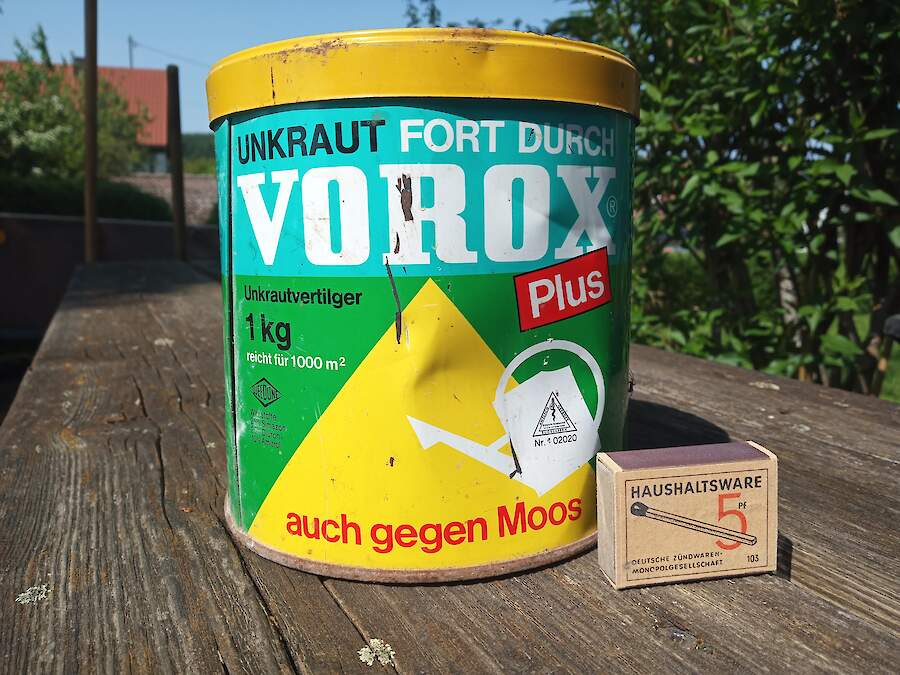 UNKRAUT FORT DURCH
VOROX®
Plus
Unkrautvertilger
1 kg
reicht für 1000 m²
Nr. 102020
auch gegen Moos
HAUSHALTSWARE
5 PF
DEUTSCHE ZÜNDWAREN-
MONOPOLGESELLSCHAFT
103